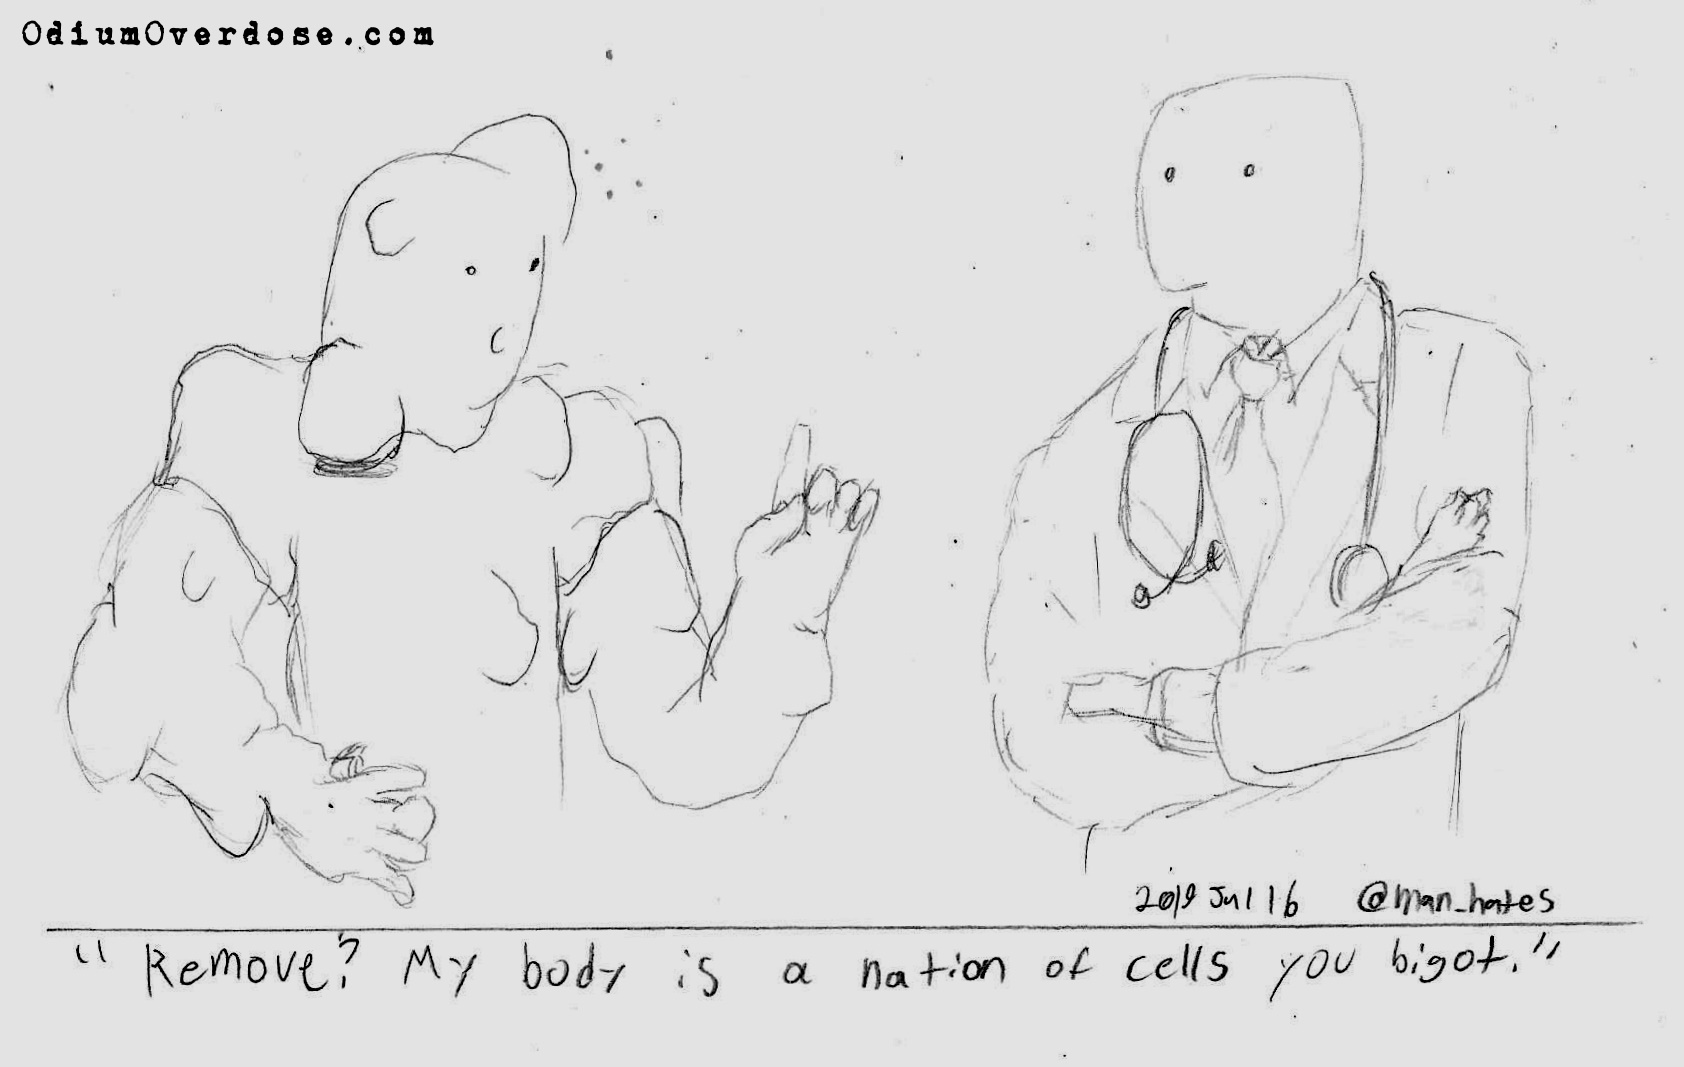 OdiumOverdose.com
2019 Jul 16 @man_hates
"Remove? My body is a nation of cells you bigot."